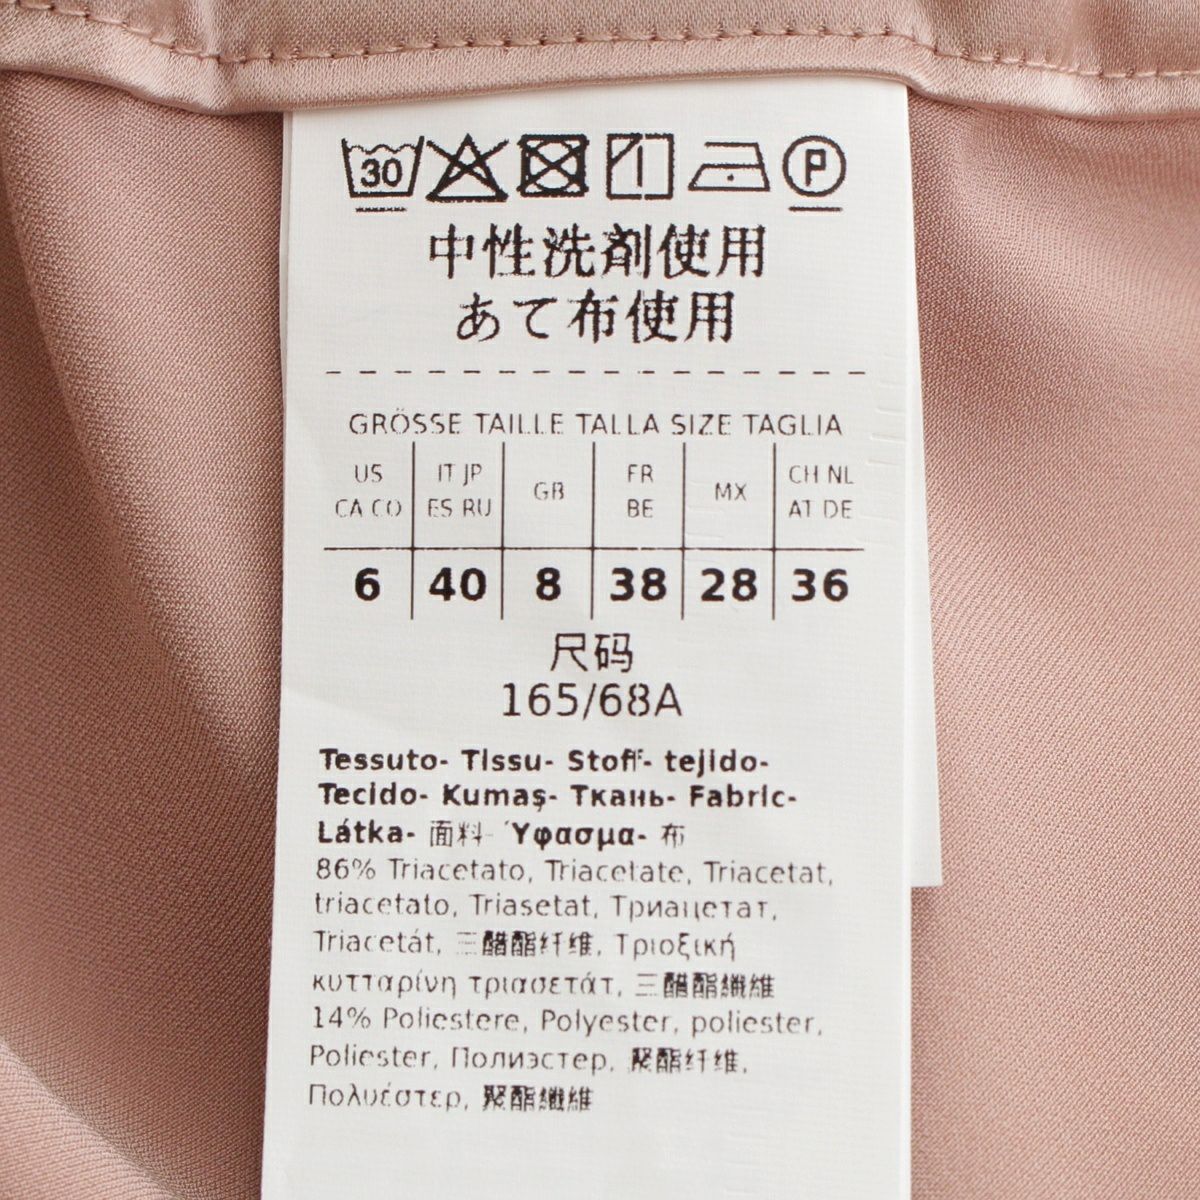 30 P
中性洗剤使用
あて布使用
GRÖSSE TAILLE TALLA SIZE TAGLIA
US CA CO IT JP ES RU GB FR BE MX CH NL AT DE
6 40 8 38 28 36
尺码
165/68A
Tessuto- Tissu- Stoff- tejido-
Tecido- Kumaş- Ткань- Fabric-
Látka- 面料- Ύφασμα- 布
86% Triacetato, Triacetate, Triacetat,
triacetato, Triasetat, Триацетат,
Triacetát, 三醋酯纤维, Τριοξική
κυτταρίνη τριασετάτ, 三醋酯纖維
14% Poliestere, Polyester, poliester,
Poliester, Полиэстер, 聚酯纤维,
Πολυέστερ, 聚酯纖維